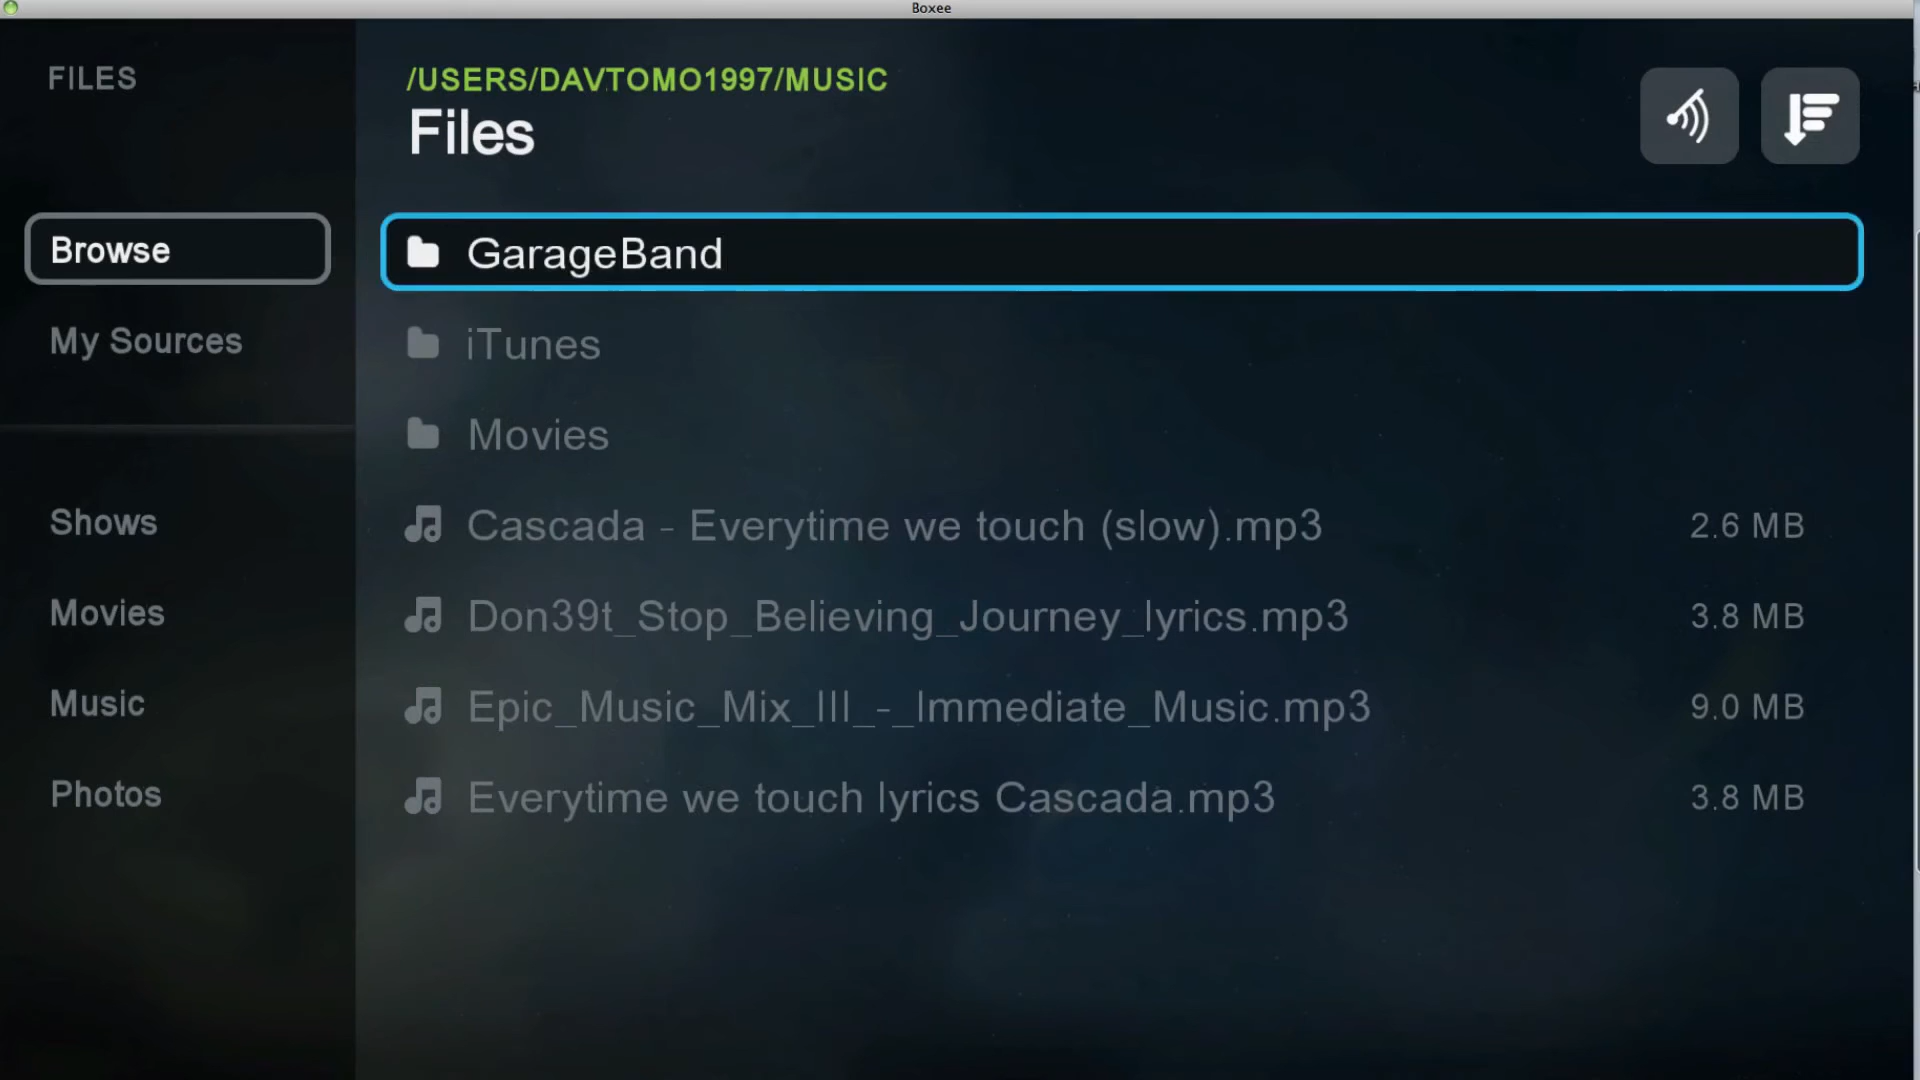 Boxee
FILES
/USERS/DAVTOMO1997/MUSIC
Files
Browse
My Sources
Shows
Movies
Music
Photos
GarageBand
iTunes
Movies
Cascada - Everytime we touch (slow).mp3 2.6 MB
Don39t_Stop_Believing_Journey_lyrics.mp3 3.8 MB
Epic_Music_Mix_III_-_Immediate_Music.mp3 9.0 MB
Everytime we touch lyrics Cascada.mp3 3.8 MB